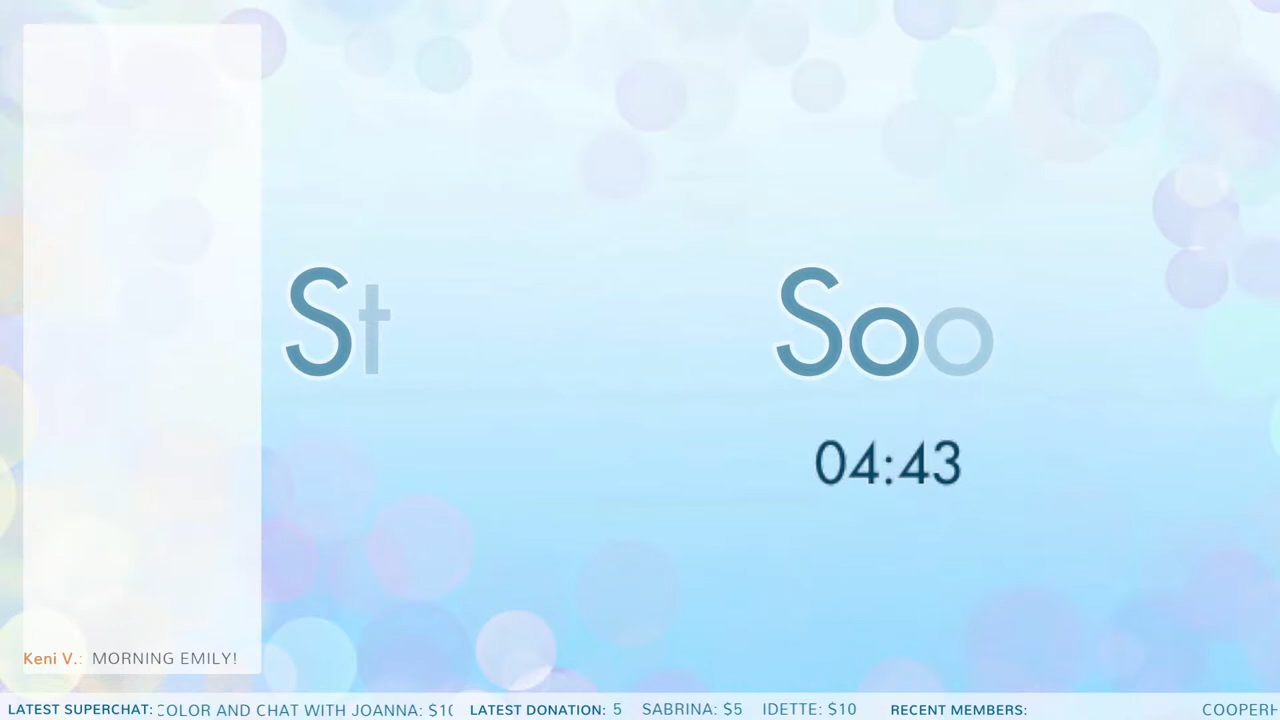 St Soo
04:43
Keni V.: MORNING EMILY!
LATEST SUPERCHAT: COLOR AND CHAT WITH JOANNA: $10 LATEST DONATION: 5 SABRINA: $5 IDETTE: $10 RECENT MEMBERS: COOPERH